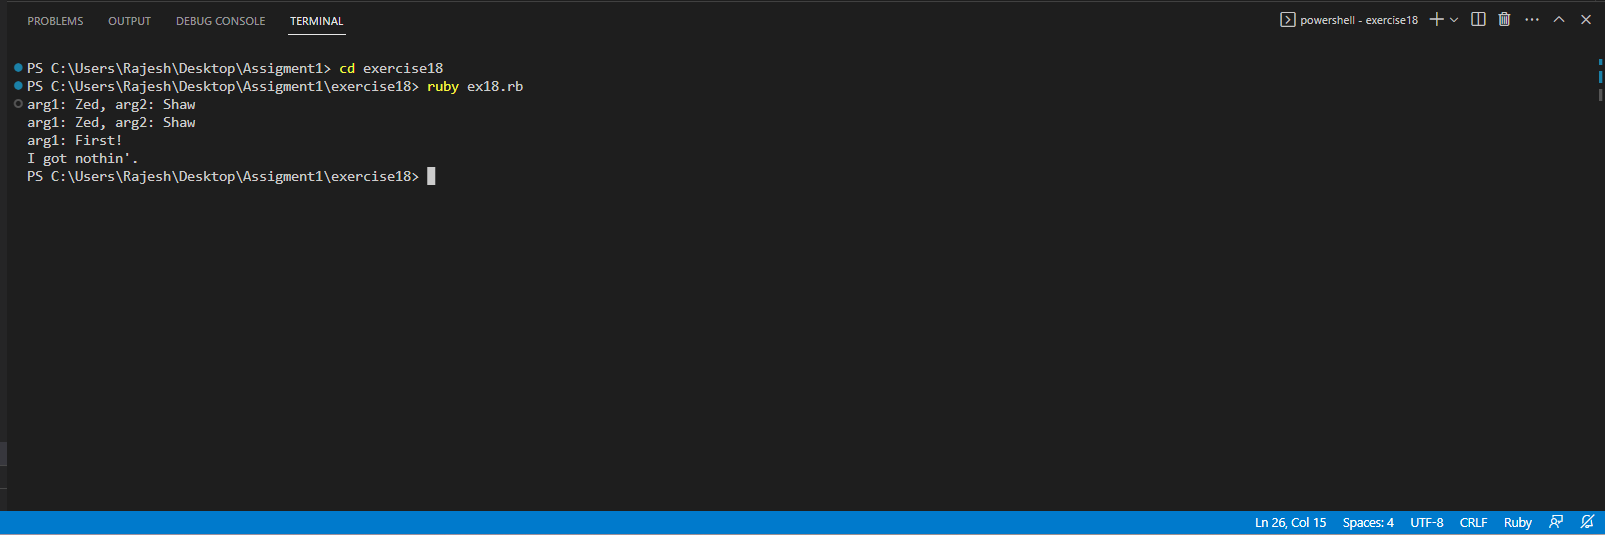 PROBLEMS OUTPUT DEBUG CONSOLE TERMINAL powershell - exercise18
PS C:\Users\Rajesh\Desktop\Assigment1> cd exercise18
PS C:\Users\Rajesh\Desktop\Assigment1\exercise18> ruby ex18.rb
arg1: Zed, arg2: Shaw
arg1: Zed, arg2: Shaw
arg1: First!
I got nothin'.
PS C:\Users\Rajesh\Desktop\Assigment1\exercise18>
Ln 26, Col 15 Spaces: 4 UTF-8 CRLF Ruby